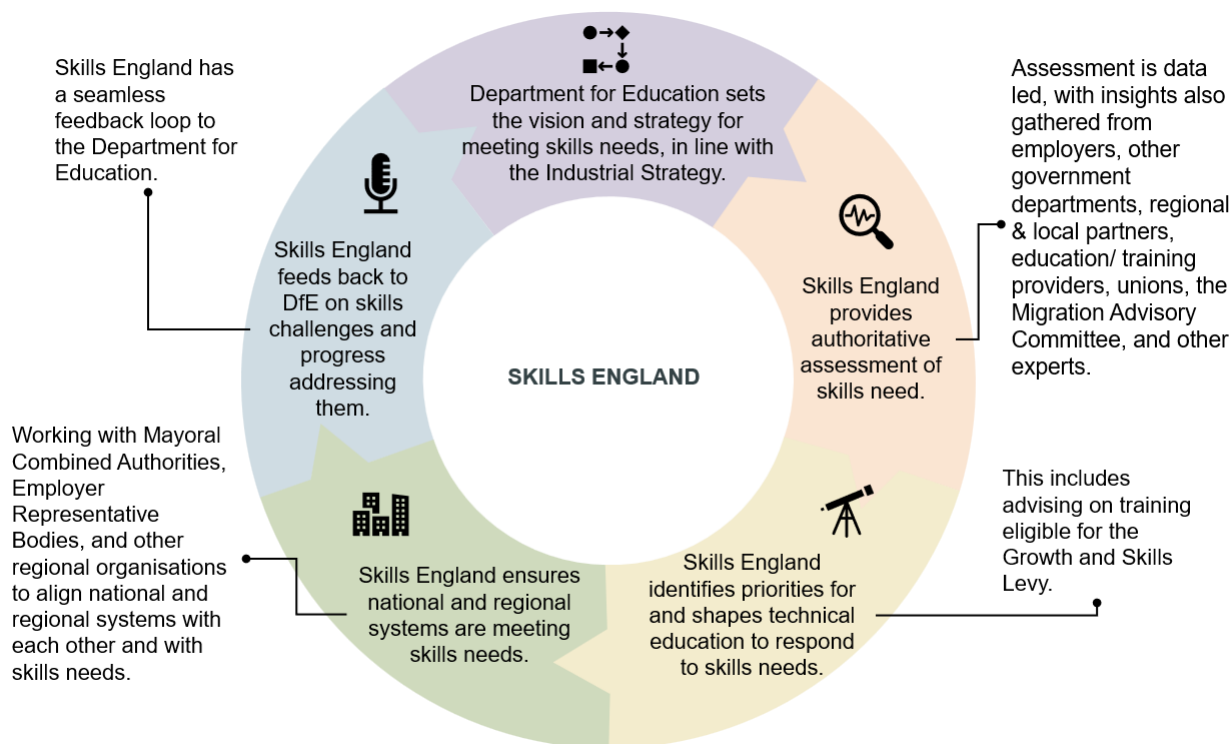 Skills England has
a seamless
feedback loop to
the Department for
Education.
Department for Education sets
the vision and strategy for
meeting skills needs, in line with
the Industrial Strategy.
Assessment is data
led, with insights also
gathered from
employers, other
government
departments, regional
& local partners,
education/ training
providers, unions, the
Migration Advisory
Committee, and other
experts.
Skills England
feeds back to
DfE on skills
challenges and
progress
addressing
them.
SKILLS ENGLAND
Skills England
provides
authoritative
assessment of
skills need.
Working with Mayoral
Combined Authorities,
Employer
Representative
Bodies, and other
regional organisations
to align national and
regional systems with
each other and with
skills needs.
Skills England ensures
national and regional
systems are meeting
skills needs.
Skills England
identifies priorities for
and shapes technical
education to respond
to skills needs.
This includes
advising on training
eligible for the
Growth and Skills
Levy.